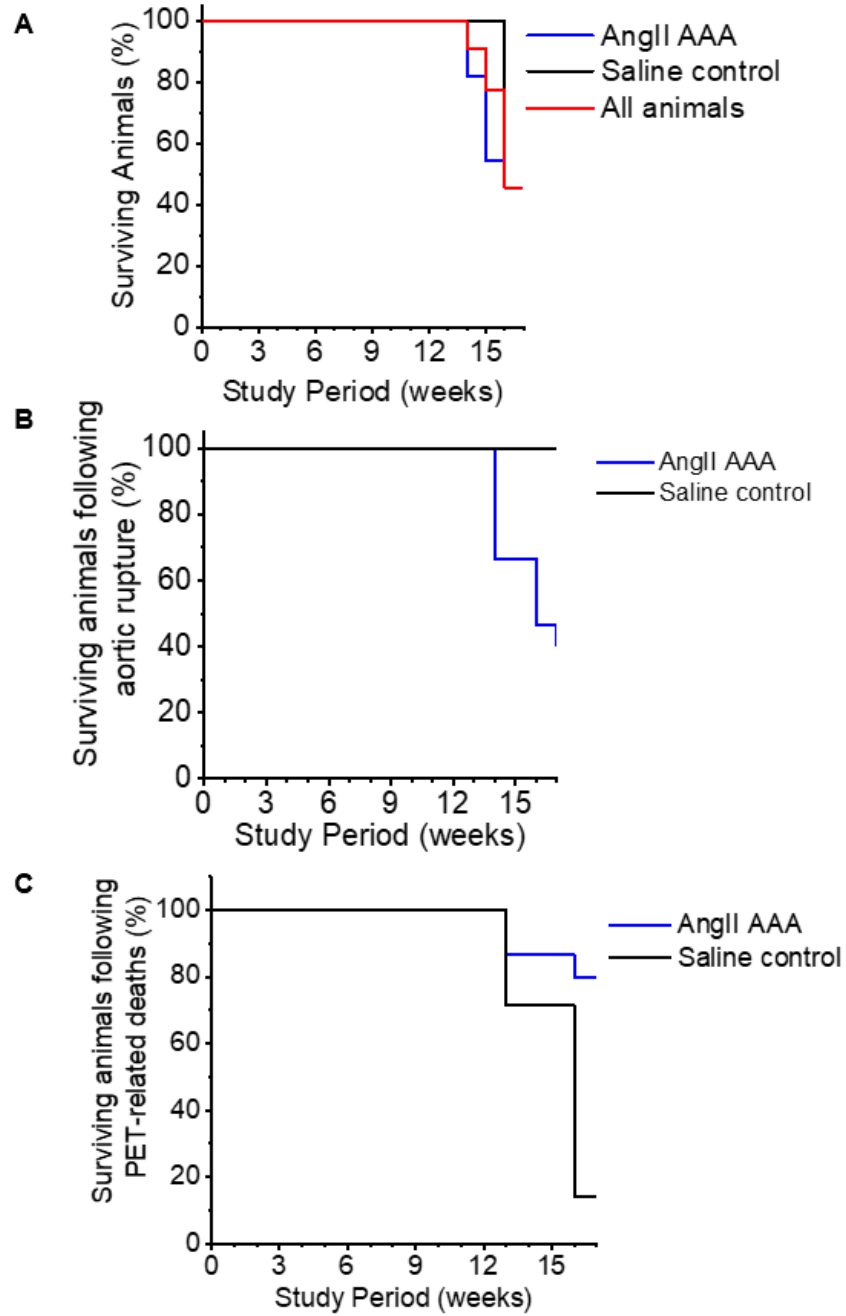 A
Surviving Animals (%)
100
80
60
40
20
0
0 3 6 9 12 15
Study Period (weeks)
AngII AAA
Saline control
All animals
B
Surviving animals following
aortic rupture (%)
100
80
60
40
20
0
0 3 6 9 12 15
Study Period (weeks)
AngII AAA
Saline control
C
Surviving animals following
PET-related deaths (%)
100
80
60
40
20
0
0 3 6 9 12 15
Study Period (weeks)
AngII AAA
Saline control